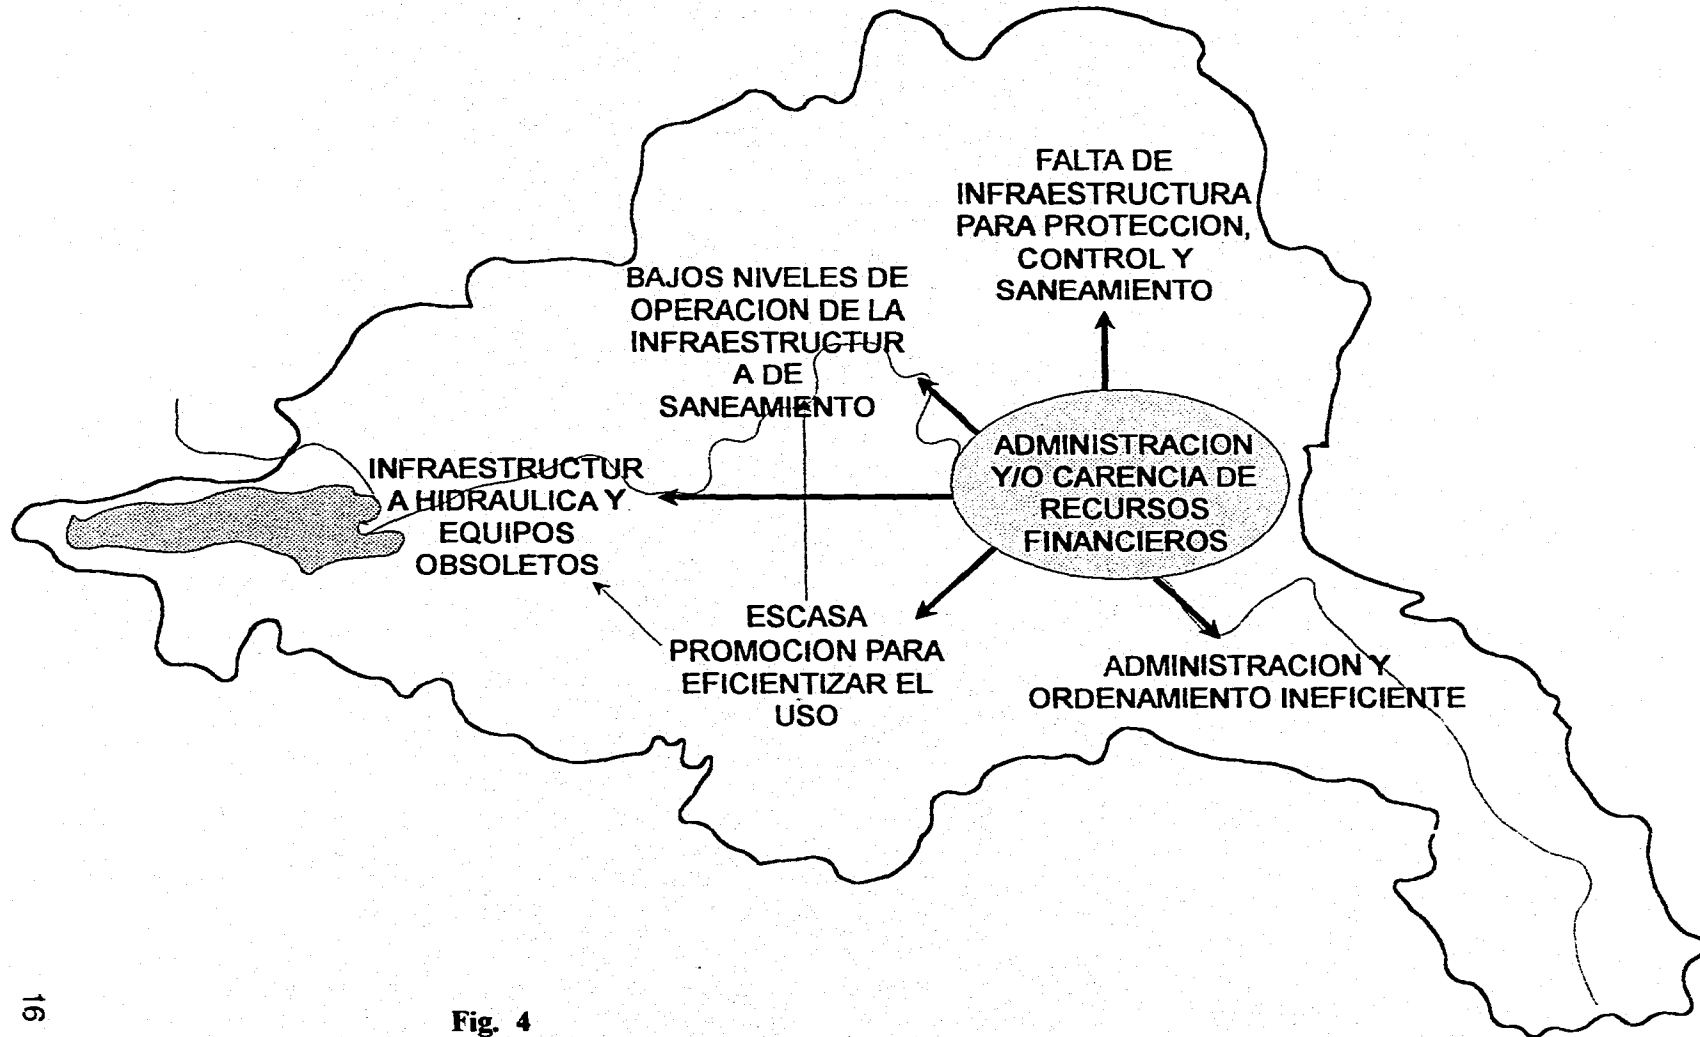 FALTA DE
INFRAESTRUCTURA
PARA PROTECCION,
CONTROL Y
SANEAMIENTO
BAJOS NIVELES DE
OPERACION DE LA
INFRAESTRUCTUR
A DE
SANEAMIENTO
ADMINISTRACION
Y/O CARENCIA DE
RECURSOS
FINANCIEROS
INFRAESTRUCTUR
A HIDRAULICA Y
EQUIPOS
OBSOLETOS
ESCASA
PROMOCION PARA
EFICIENTIZAR EL
USO
ADMINISTRACION Y
ORDENAMIENTO INEFICIENTE
16
Fig. 4